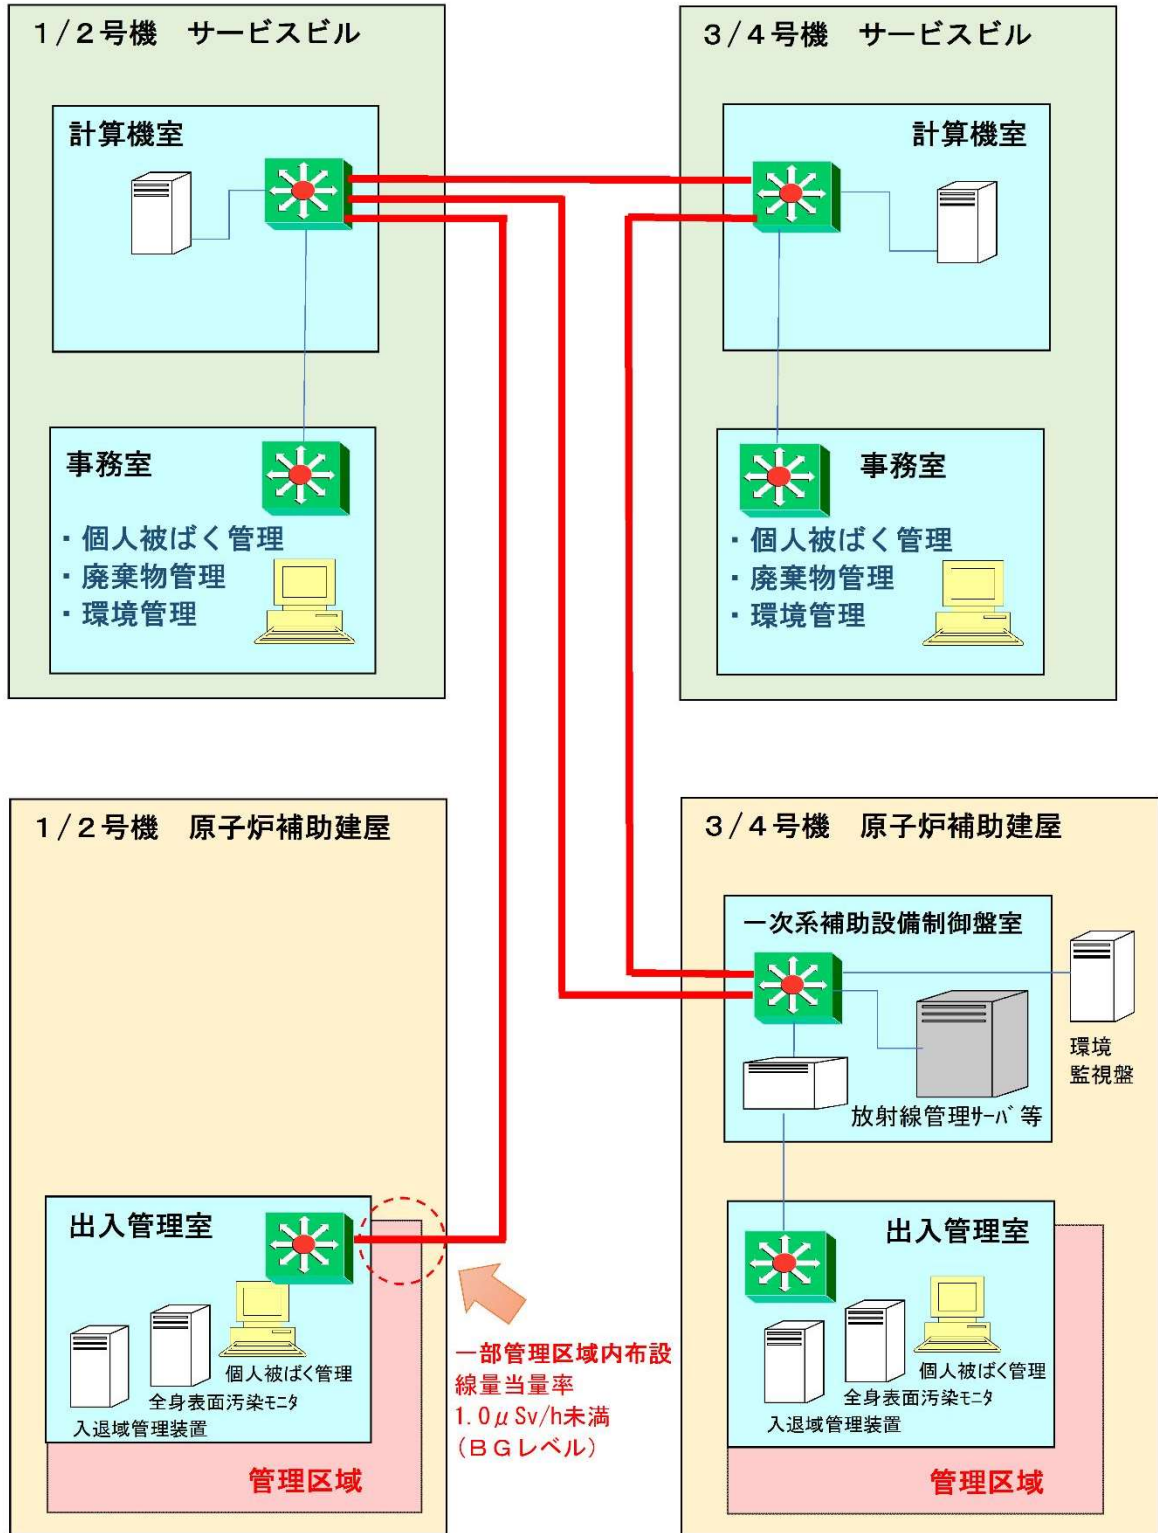 1/2号機　サービスビル
計算機室
事務室
・個人被ばく管理
・廃棄物管理
・環境管理
3/4号機　サービスビル
計算機室
事務室
・個人被ばく管理
・廃棄物管理
・環境管理
1/2号機　原子炉補助建屋
出入管理室
個人被ばく管理
全身表面汚染モニタ
入退域管理装置
管理区域
一部管理区域内布設
線量当量率
1.0μSv/h未満
(BGレベル)
3/4号機　原子炉補助建屋
一次系補助設備制御盤室
環境
監視盤
放射線管理サーバ等
出入管理室
個人被ばく管理
全身表面汚染モニタ
入退域管理装置
管理区域